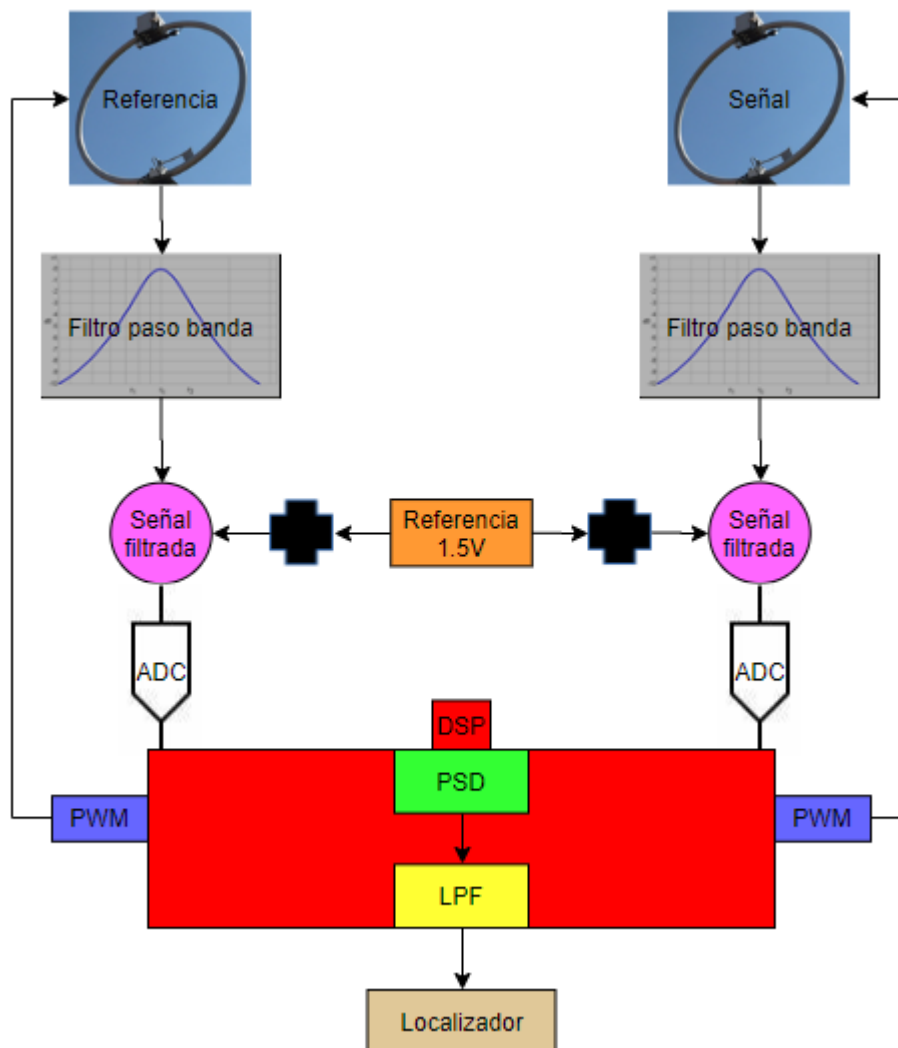 Referencia
Señal
Filtro paso banda
Filtro paso banda
Señal
filtrada
Referencia
1.5V
Señal
filtrada
ADC
ADC
DSP
PSD
PWM
PWM
LPF
Localizador